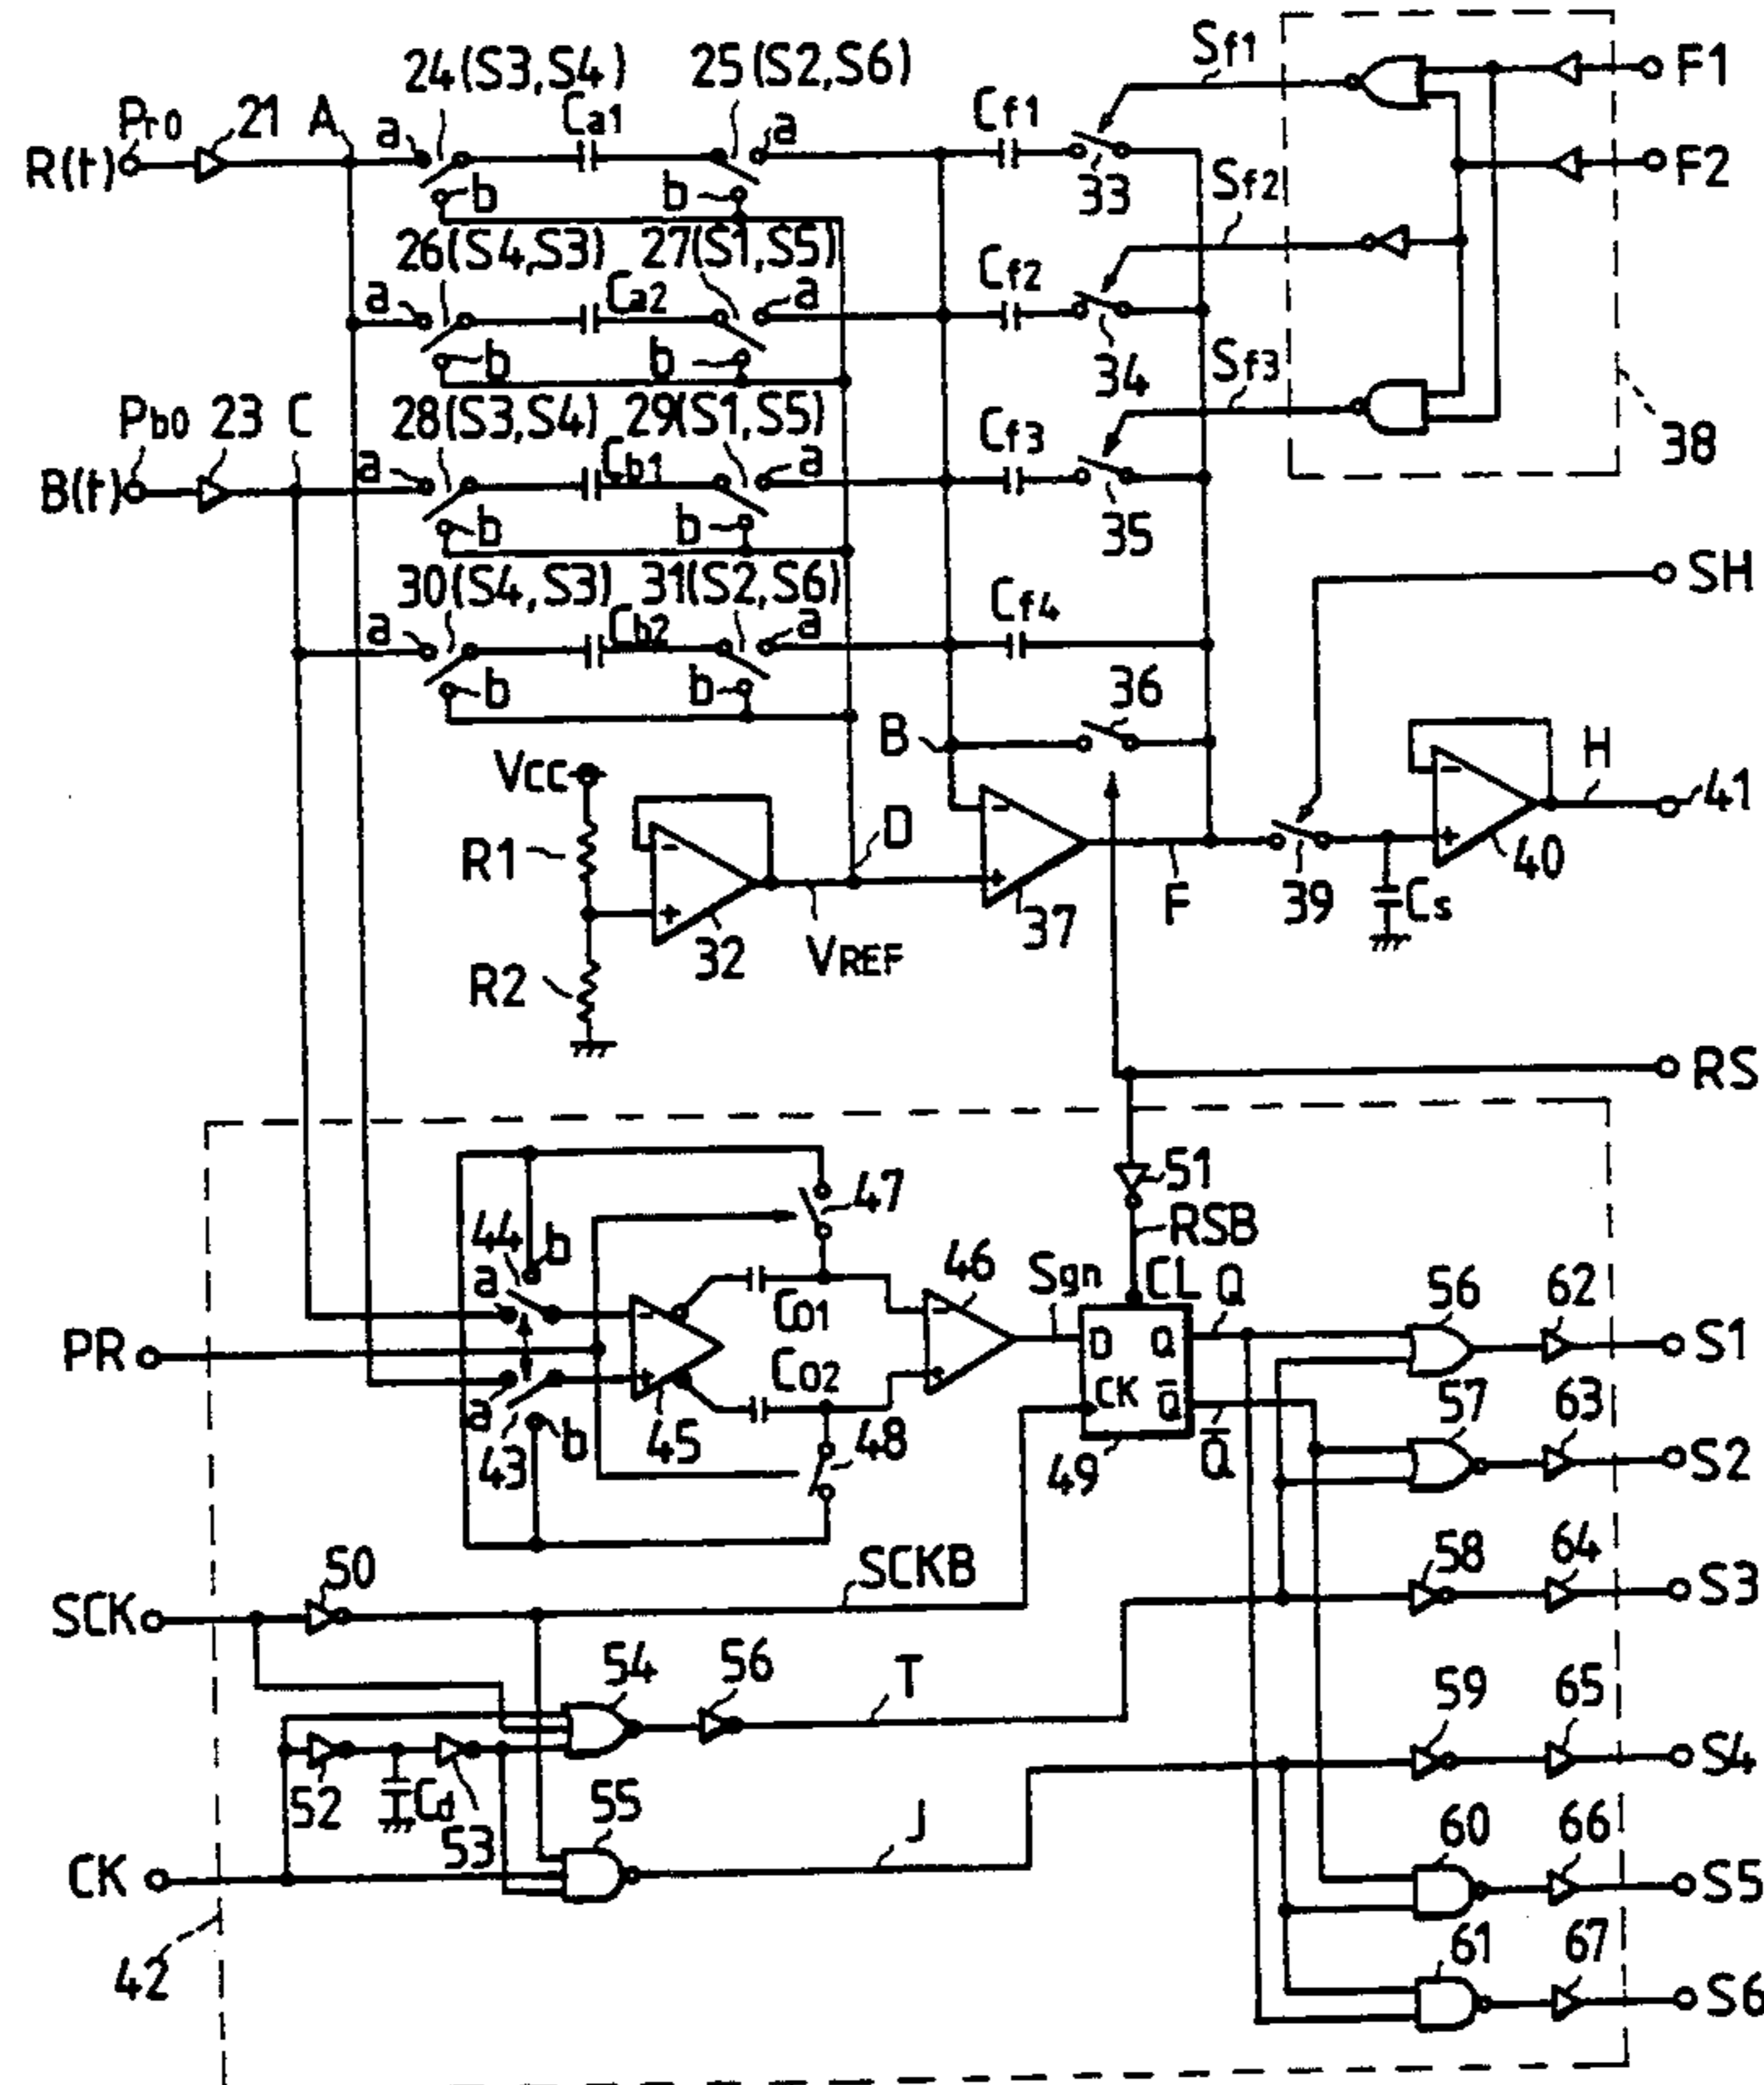 24(S3,S4) 25(S2,S6) Sf1 F1
Pr0 21 A a Ca1 a Cf1
R(t) b b 33 Sf2 F2
26(S4,S3) 27(S1,S5)
a Ca2 a Cf2
b b 34 Sf3
Pb0 23 C 28(S3,S4) 29(S1,S5) Cf3 38
B(t) a Cb1 a
b b 35
30(S4,S3) 31(S2,S6) Cf4 SH
a Cb2 a
b b 36
B
VCC H 41
R1 - D - 40
+ + F 39 Cs +
R2 32 VREF 37 -
RS
47 51
44 b RSB
a - C01 46 Sgn CL Q 56 62 S1
PR D Q
a + C02 + CK Q̄ 57 63 S2
43 b 45 48 49 Q̄
50 SCKB 58 64 S3
SCK
54 56 T
59 65 S4
52 Cd 53 55 J
CK 60 66 S5
42 61 67 S6